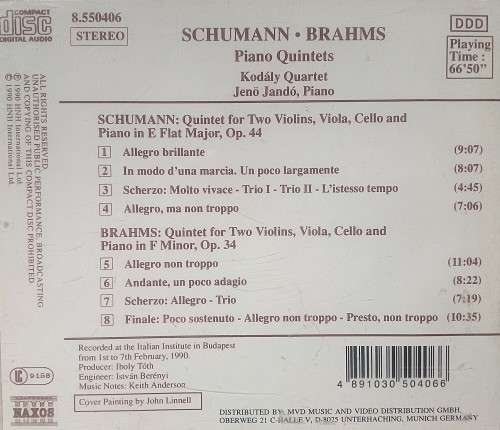 COMPACT
disc
DIGITAL AUDIO
8.550406
STEREO
SCHUMANN • BRAHMS
Piano Quintets
Kodály Quartet
Jenö Jandó, Piano
DDD
Playing
Time :
66'50"
ALL RIGHTS RESERVED.
UNAUTHORISED PUBLIC PERFORMANCE, BROADCASTING
AND COPYING OF THIS COMPACT DISC PROHIBITED
℗ 1990 HNH International Ltd.
© 1990 HNH International Ltd.
SCHUMANN: Quintet for Two Violins, Viola, Cello and
Piano in E Flat Major, Op. 44
1 Allegro brillante (9:07)
2 In modo d'una marcia. Un poco largamente (8:07)
3 Scherzo: Molto vivace - Trio I - Trio II - L'istesso tempo (4:45)
4 Allegro, ma non troppo (7:06)
BRAHMS: Quintet for Two Violins, Viola, Cello and
Piano in F Minor, Op. 34
5 Allegro non troppo (11:04)
6 Andante, un poco adagio (8:22)
7 Scherzo: Allegro - Trio (7:19)
8 Finale: Poco sostenuto - Allegro non troppo - Presto, non troppo (10:35)
Recorded at the Italian Institute in Budapest
from 1st to 7th February, 1990.
Producer: Iboly Tóth
Engineer: István Berényi
Music Notes: Keith Anderson
Cover Painting by John Linnell
LC 9158
NAXOS
4 891030 504066
DISTRIBUTED BY: MVD MUSIC AND VIDEO DISTRIBUTION GMBH.
OBERWEG 21 C-HALLE V, D-8025 UNTERHACHING, MUNICH GERMANY